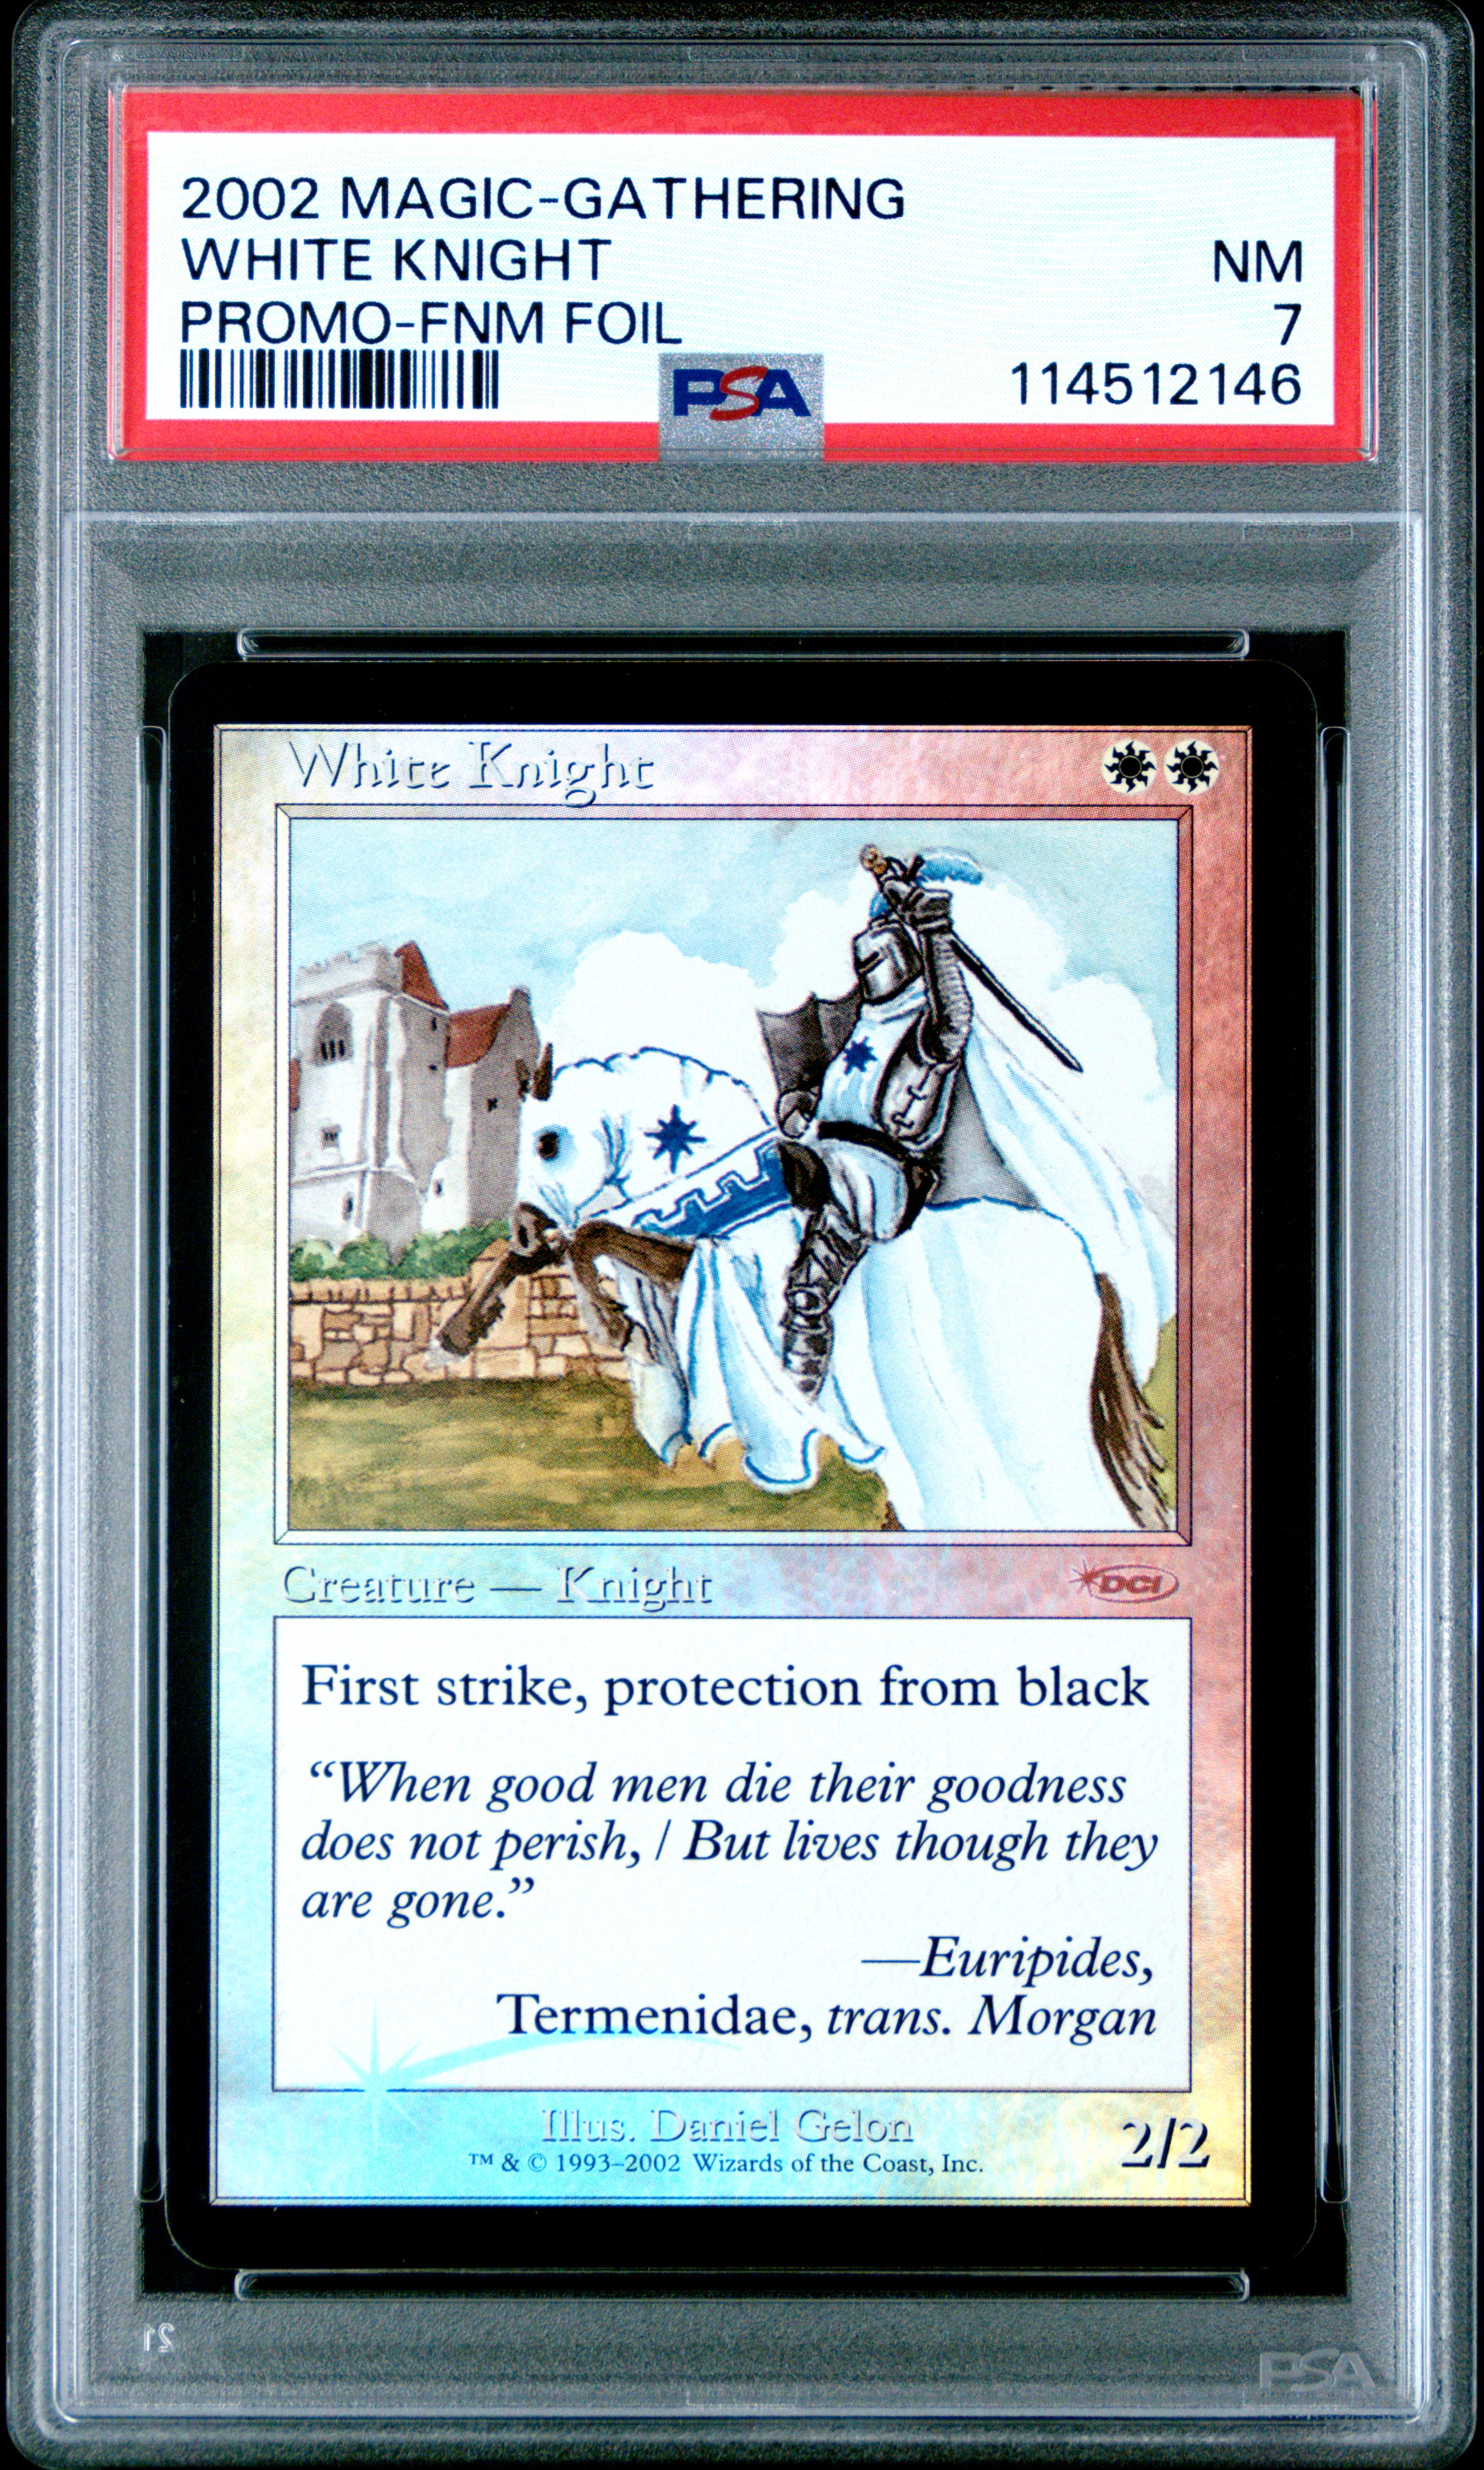 2002 MAGIC-GATHERING
WHITE KNIGHT NM
PROMO-FNM FOIL 7
PSA 114512146
White Knight
Creature — Knight DCI
First strike, protection from black
“When good men die their goodness
does not perish, / But lives though they
are gone.”
—Euripides,
Termenidae, trans. Morgan
Illus. Daniel Gelon
™ & © 1993–2002 Wizards of the Coast, Inc. 2/2
21
PSA